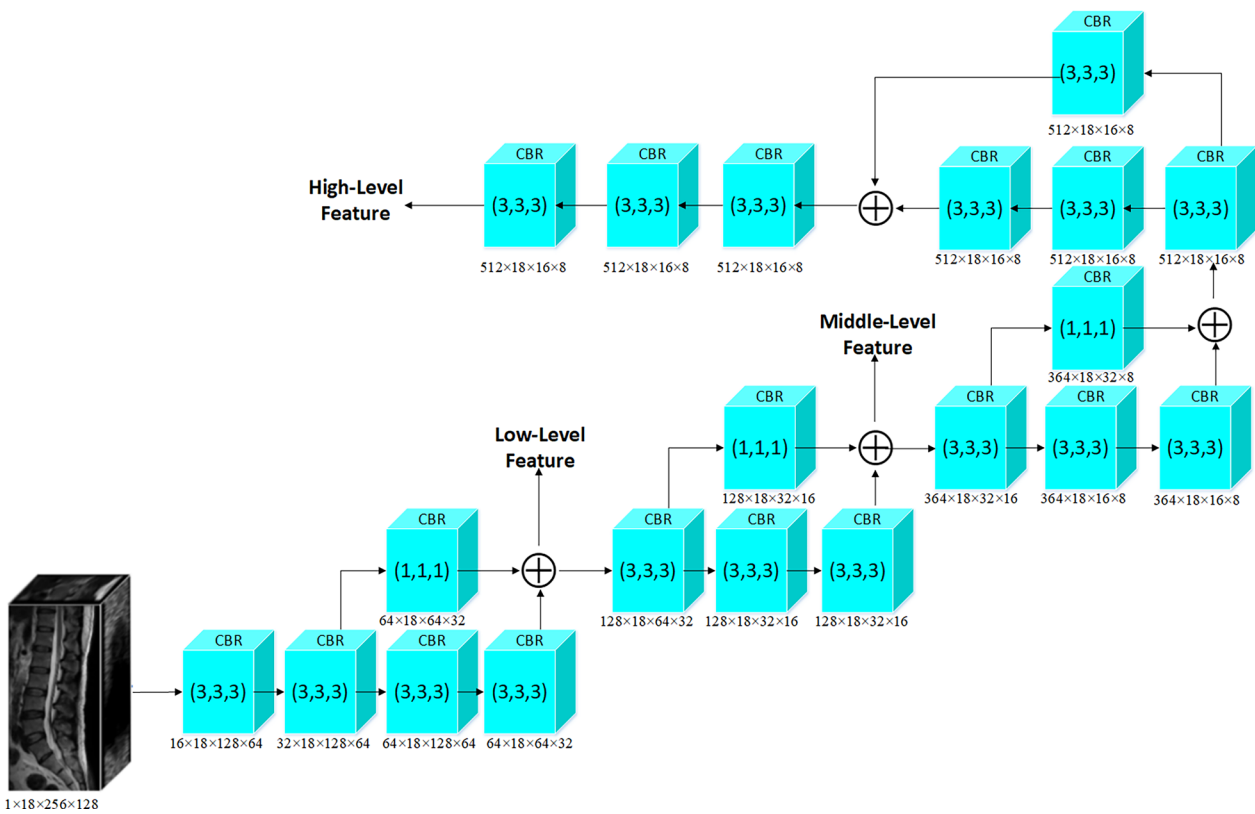 CBR
(3,3,3)
512×18×16×8
CBR
CBR
CBR
CBR
CBR
CBR
High-Level
Feature
(3,3,3)
(3,3,3)
(3,3,3)
(3,3,3)
(3,3,3)
(3,3,3)
512×18×16×8
512×18×16×8
512×18×16×8
512×18×16×8
512×18×16×8
512×18×16×8
CBR
(1,1,1)
364×18×32×8
Middle-Level
Feature
CBR
CBR
CBR
CBR
(1,1,1)
(3,3,3)
(3,3,3)
(3,3,3)
128×18×32×16
364×18×32×16
364×18×16×8
364×18×16×8
Low-Level
Feature
CBR
CBR
CBR
CBR
(1,1,1)
(3,3,3)
(3,3,3)
(3,3,3)
64×18×64×32
128×18×64×32
128×18×32×16
128×18×32×16
CBR
CBR
CBR
CBR
(3,3,3)
(3,3,3)
(3,3,3)
(3,3,3)
16×18×128×64
32×18×128×64
64×18×128×64
64×18×64×32
1×18×256×128